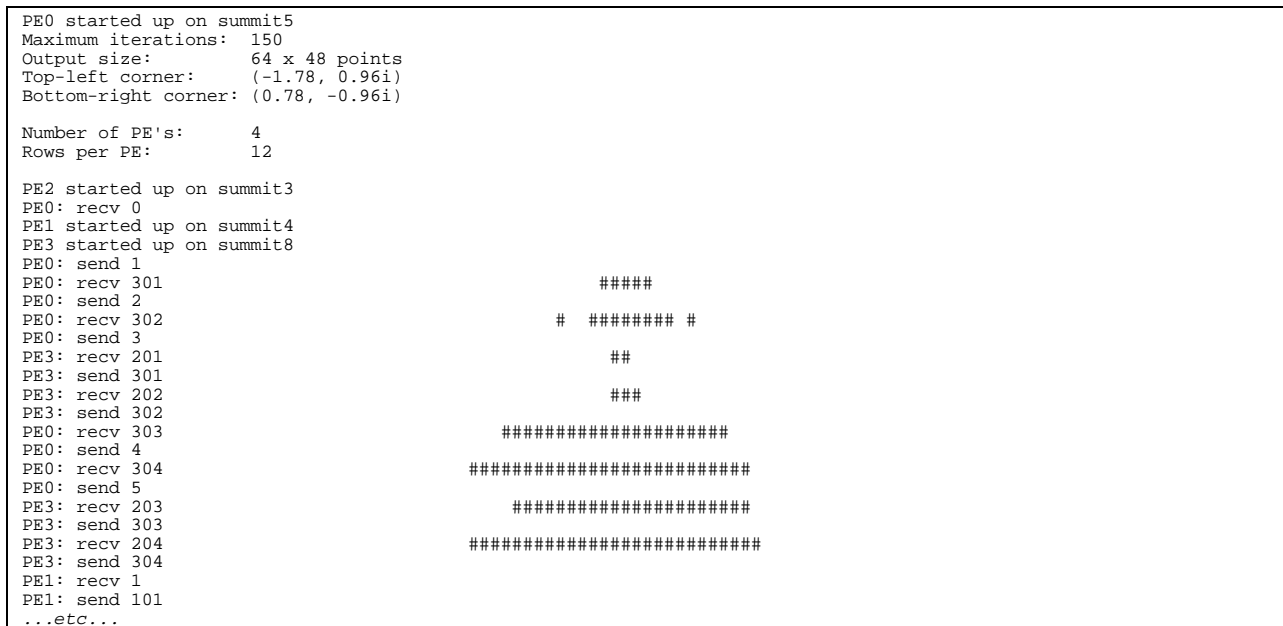 PE0 started up on summit5
Maximum iterations: 150
Output size: 64 x 48 points
Top-left corner: (-1.78, 0.96i)
Bottom-right corner: (0.78, -0.96i)
Number of PE's: 4
Rows per PE: 12
PE2 started up on summit3
PE0: recv 0
PE1 started up on summit4
PE3 started up on summit8
PE0: send 1
PE0: recv 301 #####
PE0: send 2
PE0: recv 302 # ######## #
PE0: send 3
PE3: recv 201 ##
PE3: send 301
PE3: recv 202 ###
PE3: send 302
PE0: recv 303 #####################
PE0: send 4
PE0: recv 304 ##########################
PE0: send 5
PE3: recv 203 ######################
PE3: send 303
PE3: recv 204 ###########################
PE3: send 304
PE1: recv 1
PE1: send 101
...etc...